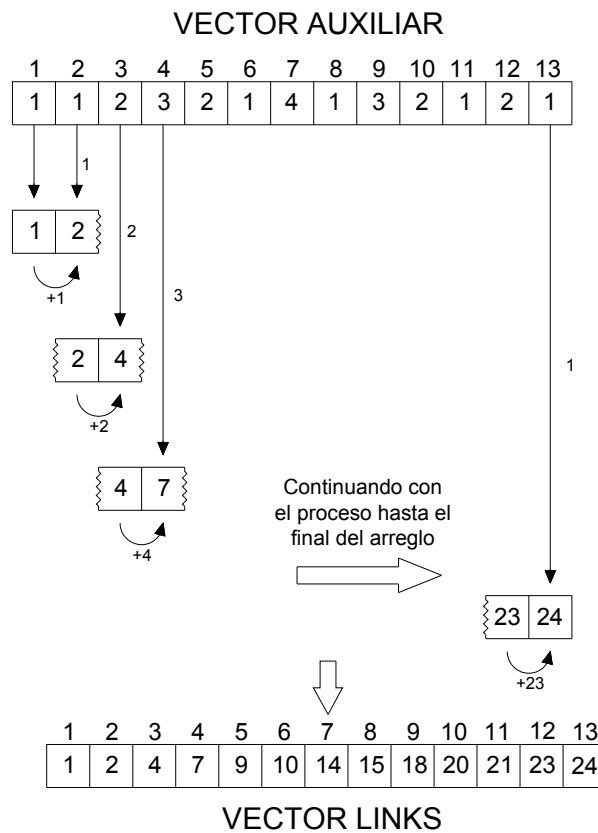 VECTOR AUXILIAR
1 2 3 4 5 6 7 8 9 10 11 12 13
1 1 2 3 2 1 4 1 3 2 1 2 1
1
1 2
2
+1
3
2 4
1
+2
4 7
Continuando con
el proceso hasta el
final del arreglo
+4
23 24
+23
1 2 3 4 5 6 7 8 9 10 11 12 13
1 2 4 7 9 10 14 15 18 20 21 23 24
VECTOR LINKS